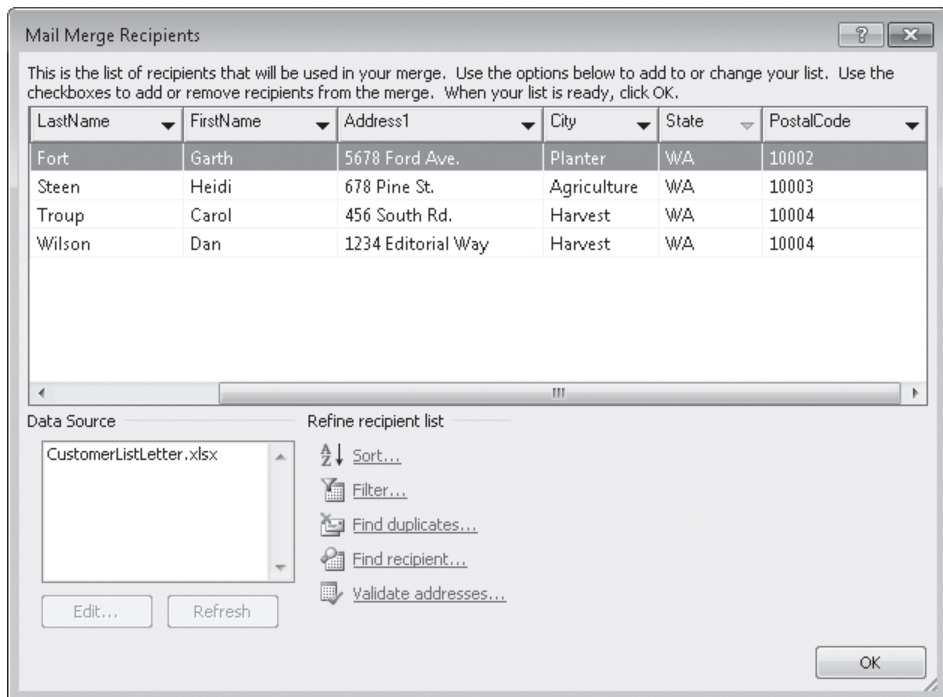 Mail Merge Recipients
This is the list of recipients that will be used in your merge. Use the options below to add to or change your list. Use the
checkboxes to add or remove recipients from the merge. When your list is ready, click OK.
LastName FirstName Address1 City State PostalCode
Fort Garth 5678 Ford Ave. Planter WA 10002
Steen Heidi 678 Pine St. Agriculture WA 10003
Troup Carol 456 South Rd. Harvest WA 10004
Wilson Dan 1234 Editorial Way Harvest WA 10004
Data Source
CustomerListLetter.xlsx
Edit... Refresh
Refine recipient list
Sort...
Filter...
Find duplicates...
Find recipient...
Validate addresses...
OK